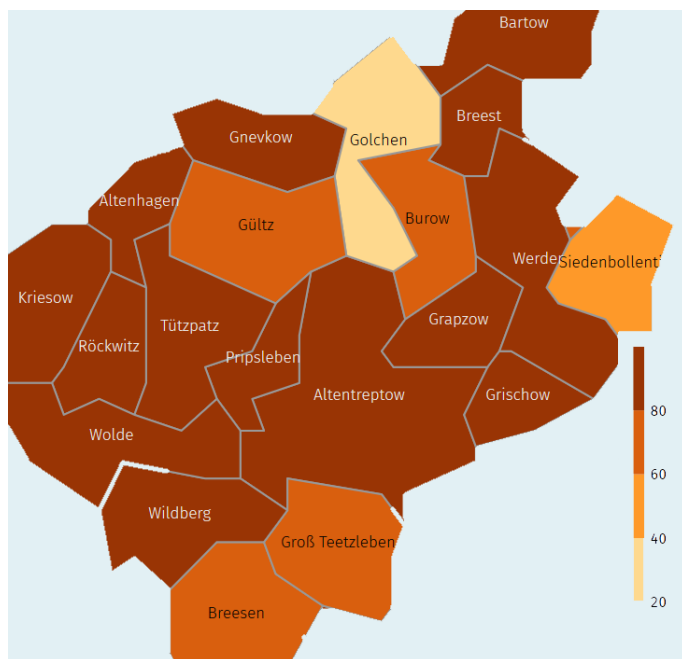 Bartow
Breest
Gnevkow
Golchen
Altenhagen
Burow
Gültz
Werder
Siedenbollent
Kriesow
Tützpatz
Grapzow
Röckwitz
Pripsleben
Altentreptow
Grischow
80
Wolde
60
Wildberg
40
Groß Teetzleben
20
Breesen